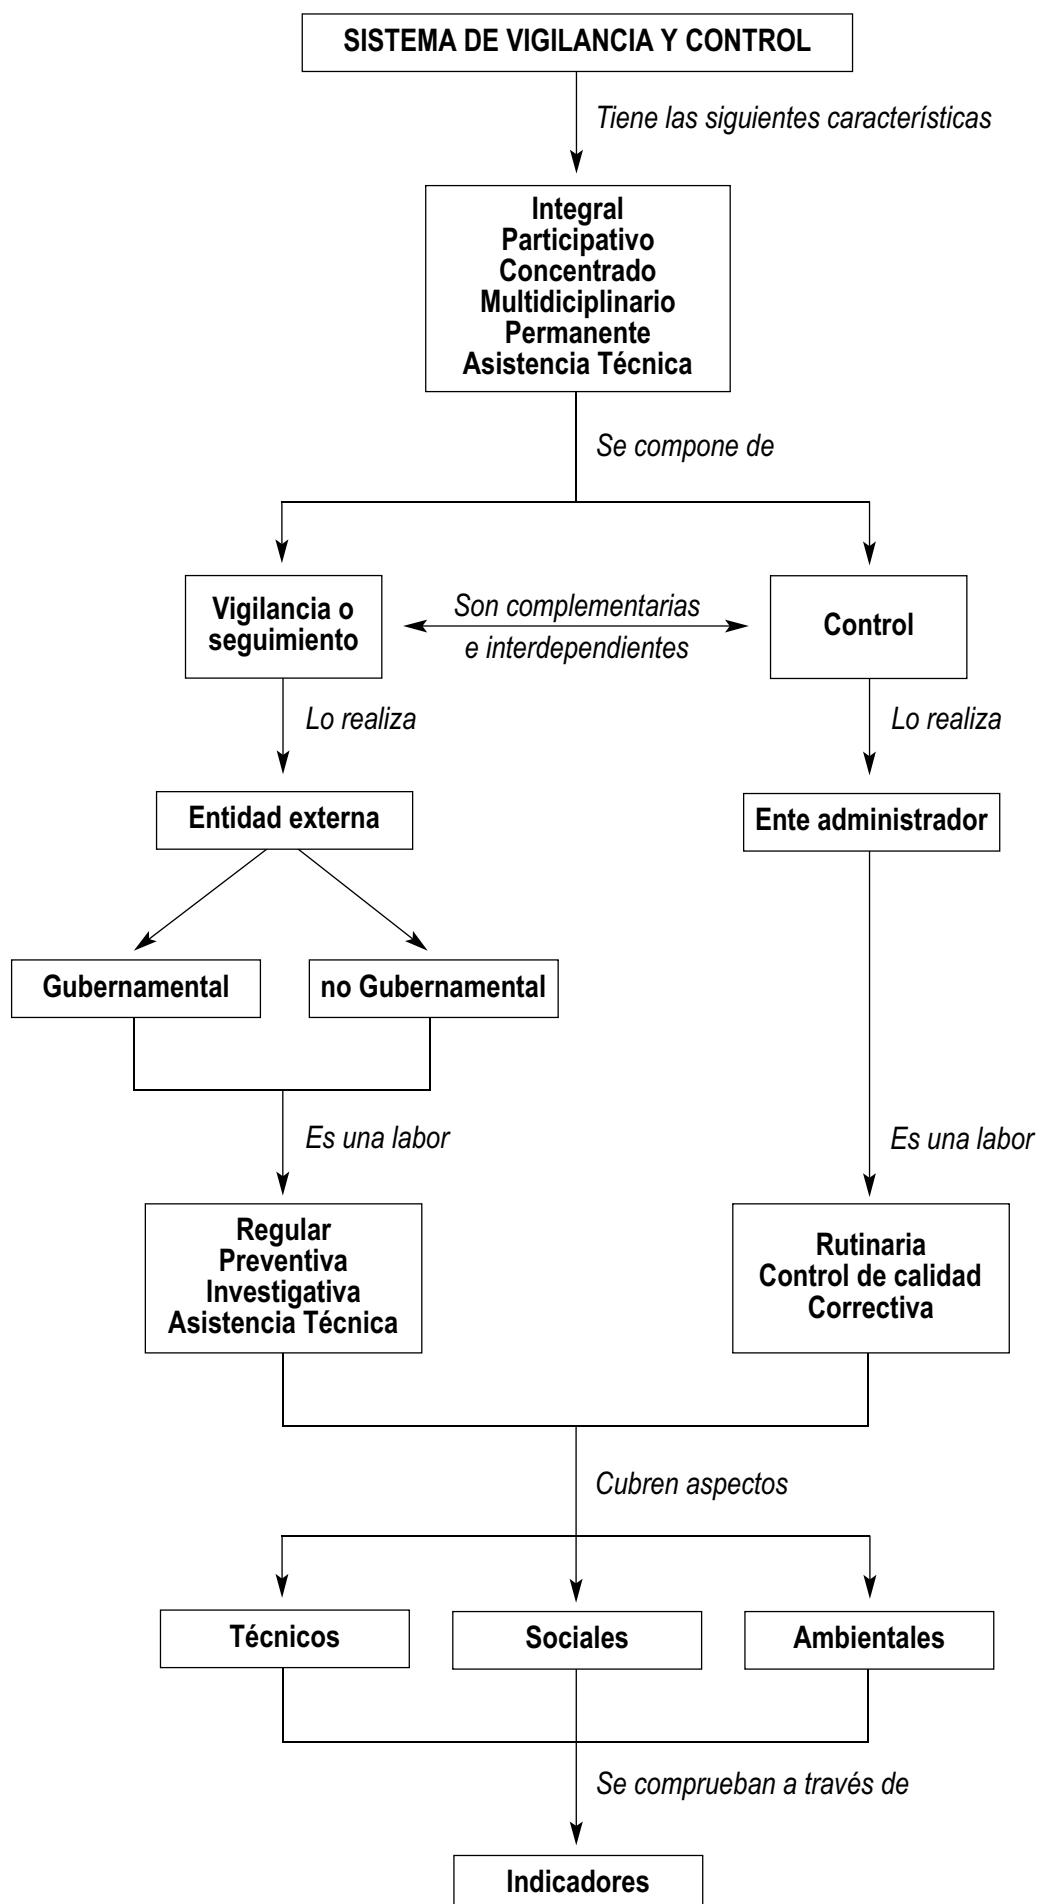 SISTEMA DE VIGILANCIA Y CONTROL
Tiene las siguientes caracterísficas
Integral
Participativo
Concentrado
Multidiciplinario
Permanente
Asistencia Técnica
Se compone de
Vigilancia o
seguimiento
Son complementarias
e interdependientes
Control
Lo realiza
Lo realiza
Entidad externa
Ente administrador
Gubernamental
no Gubernamental
Es una labor
Es una labor
Regular
Preventiva
Investigativa
Asistencia Técnica
Rutinaria
Control de calidad
Correctiva
Cubren aspectos
Técnicos
Sociales
Ambientales
Se comprueban a través de
Indicadores